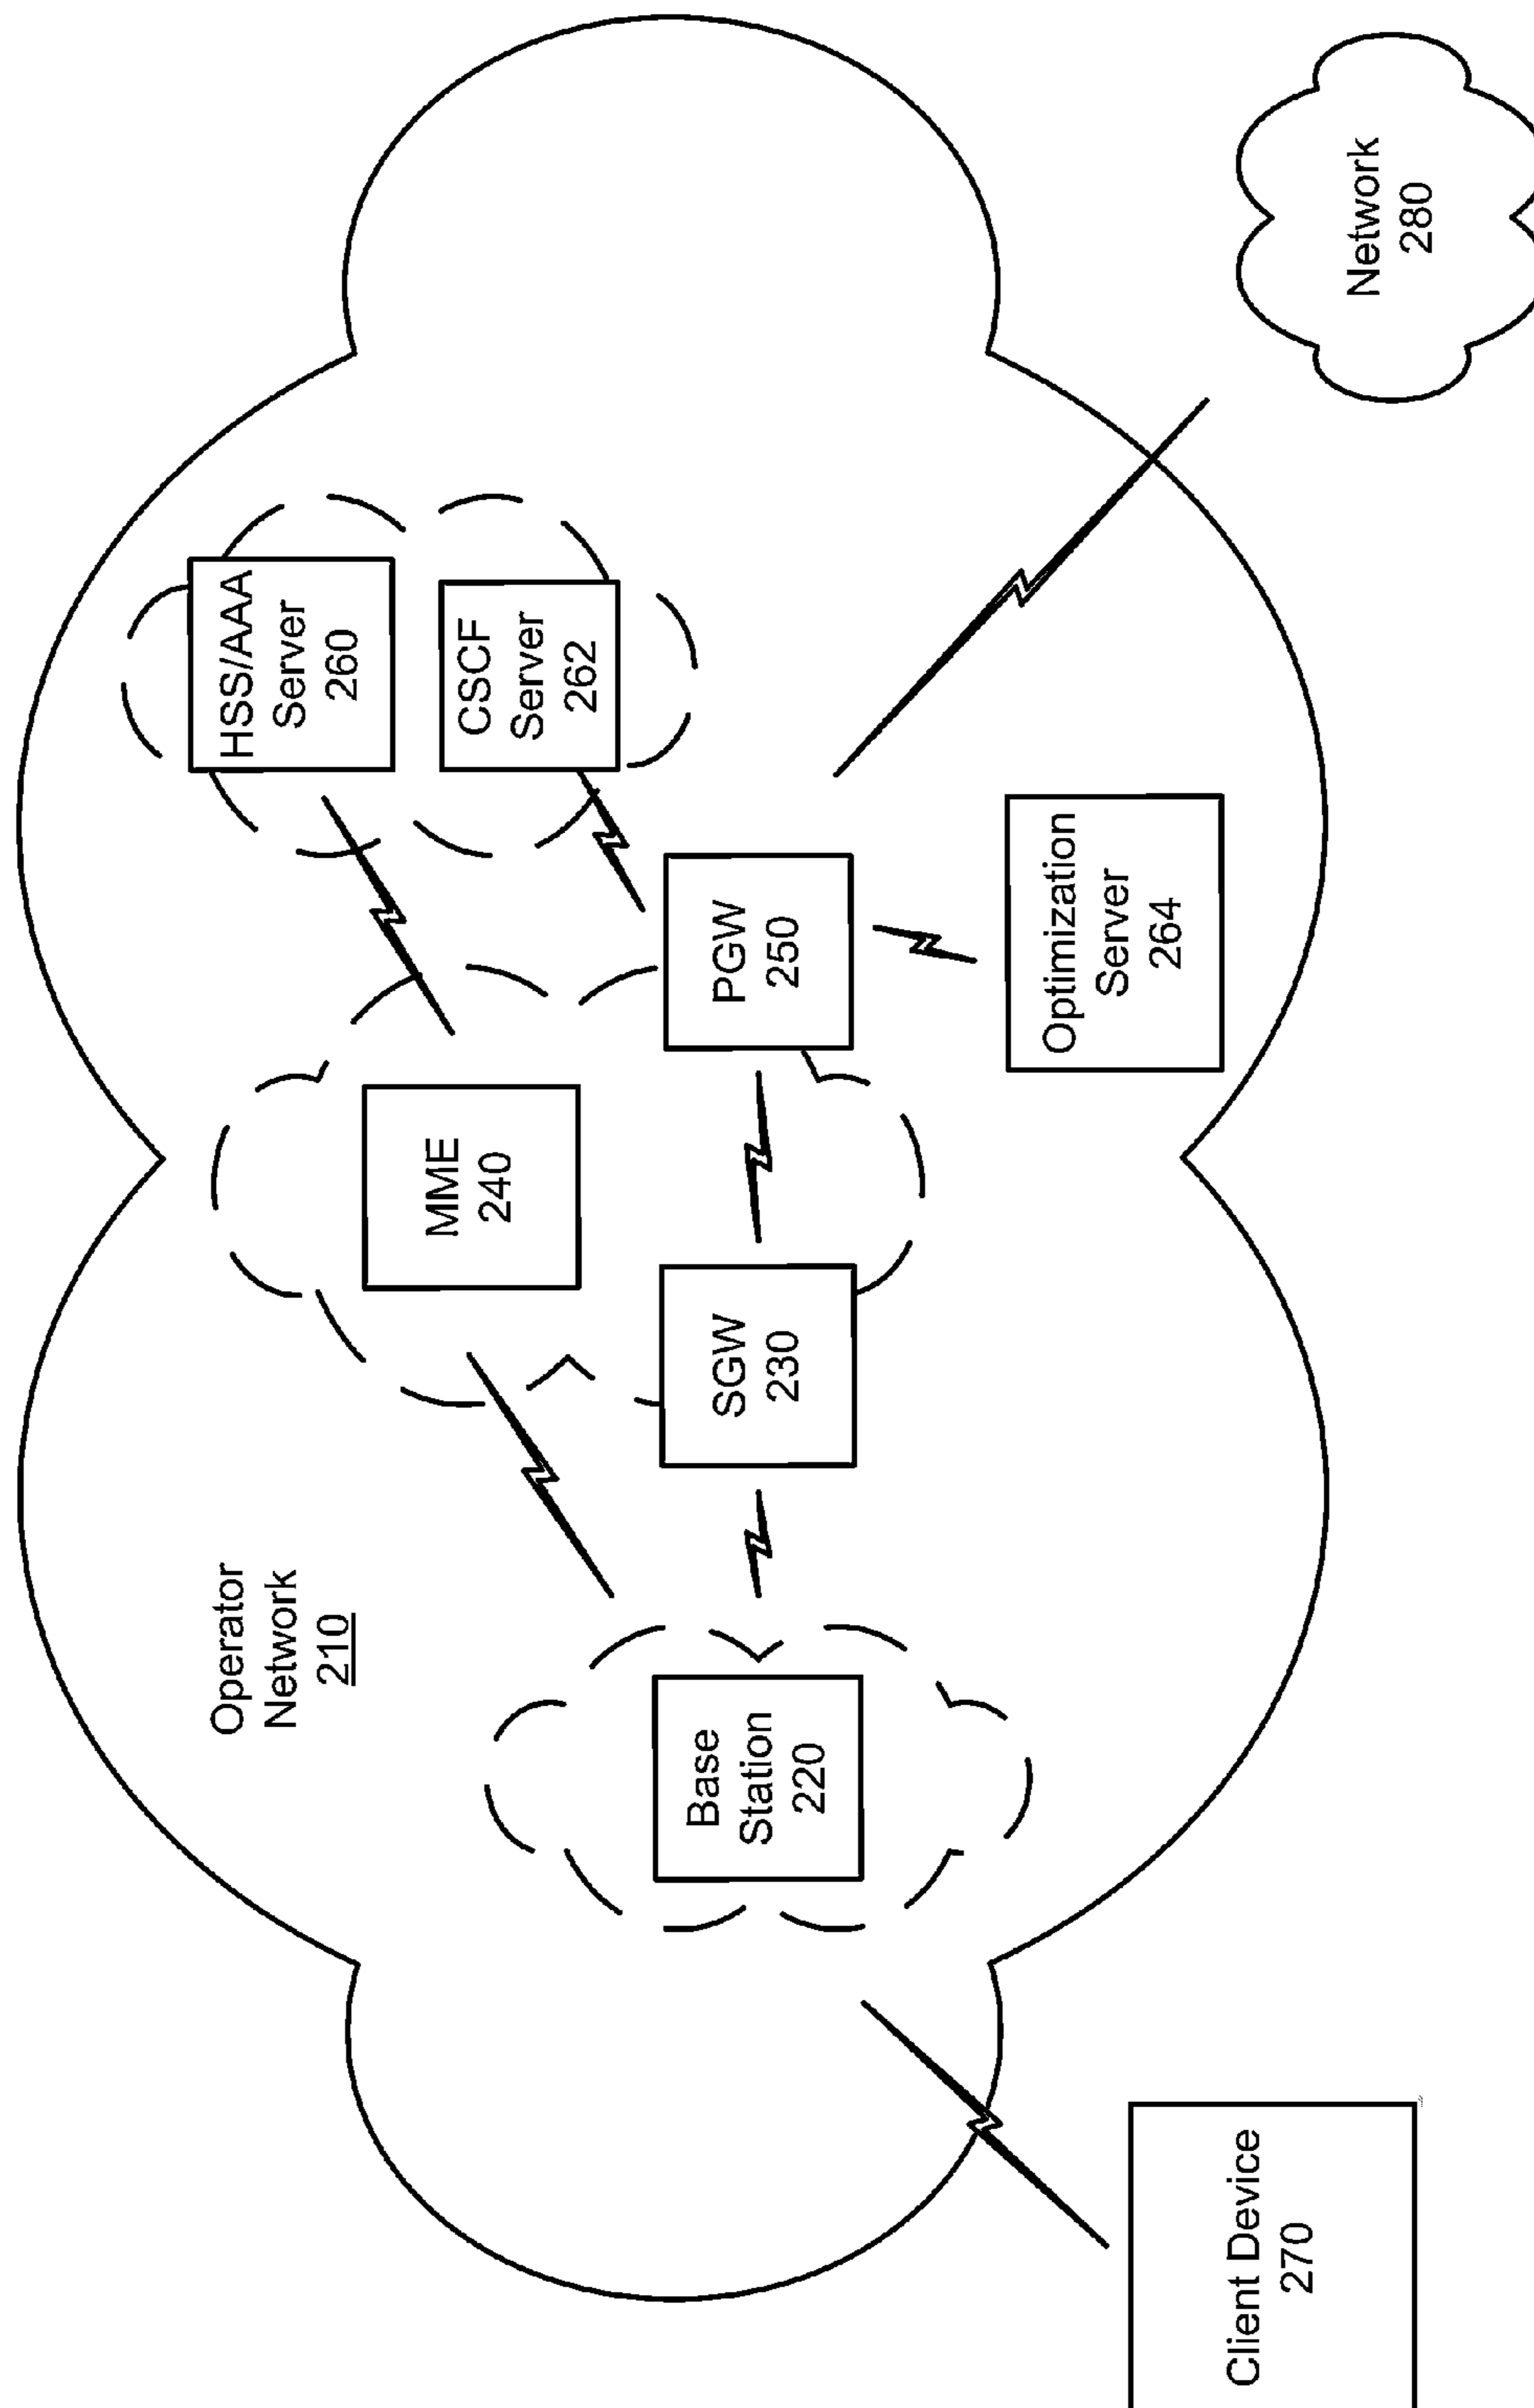 Operator
Network
210
HSS/AAA
Server
260
MME
240
CSCF
Server
262
Base
Station
220
SGW
230
PGW
250
Optimization
Server
264
Client Device
270
Network
280